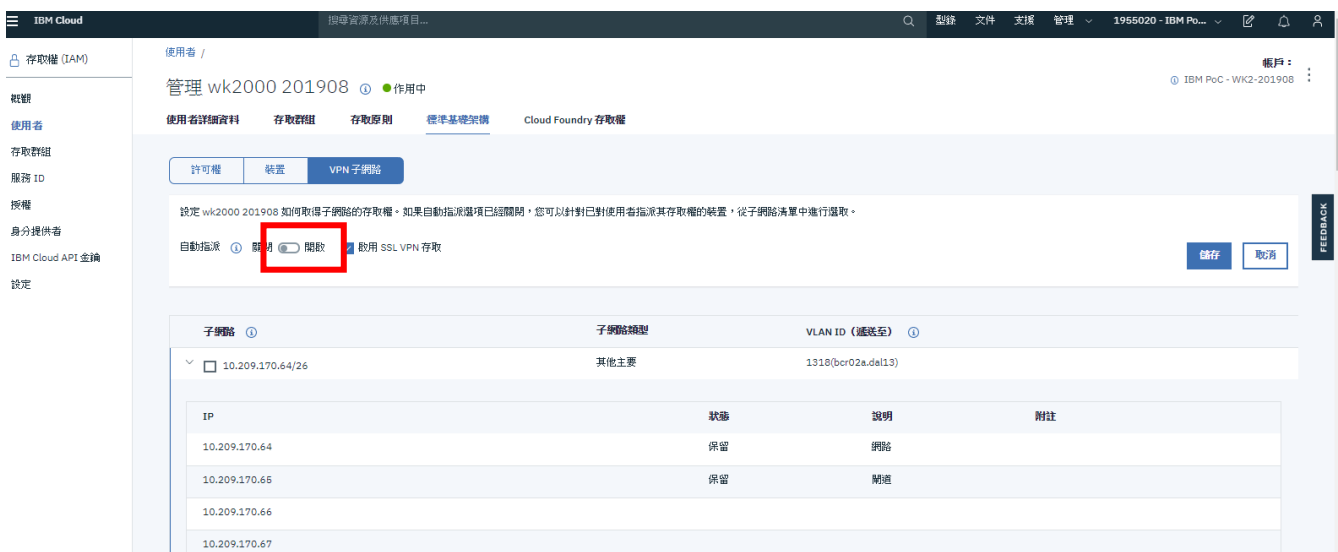 IBM Cloud 搜尋資源及供應項目... 型錄 文件 支援 管理 1955020 - IBM Po...
存取權 (IAM)
概觀
使用者
存取群組
服務 ID
授權
身分提供者
IBM Cloud API 金鑰
設定
使用者 /
管理 wk2000 201908 作用中
帳戶：
IBM PoC - WK2-201908
使用者詳細資料 存取群組 存取原則 標準基礎架構 Cloud Foundry 存取權
許可權 裝置 VPN 子網路
設定 wk2000 201908 如何取得子網路的存取權。如果自動指派選項已經關閉，您可以針對已對使用者指派其存取權的裝置，從子網路清單中進行選取。
自動指派 關閉 開啟 啟用 SSL VPN 存取
儲存 取消
FEEDBACK
子網路 子網路類型 VLAN ID（遞送至）
10.209.170.64/26 其他主要 1318(bcr02a.dal13)
IP 狀態 說明 附註
10.209.170.64 保留 網路
10.209.170.65 保留 閘道
10.209.170.66
10.209.170.67